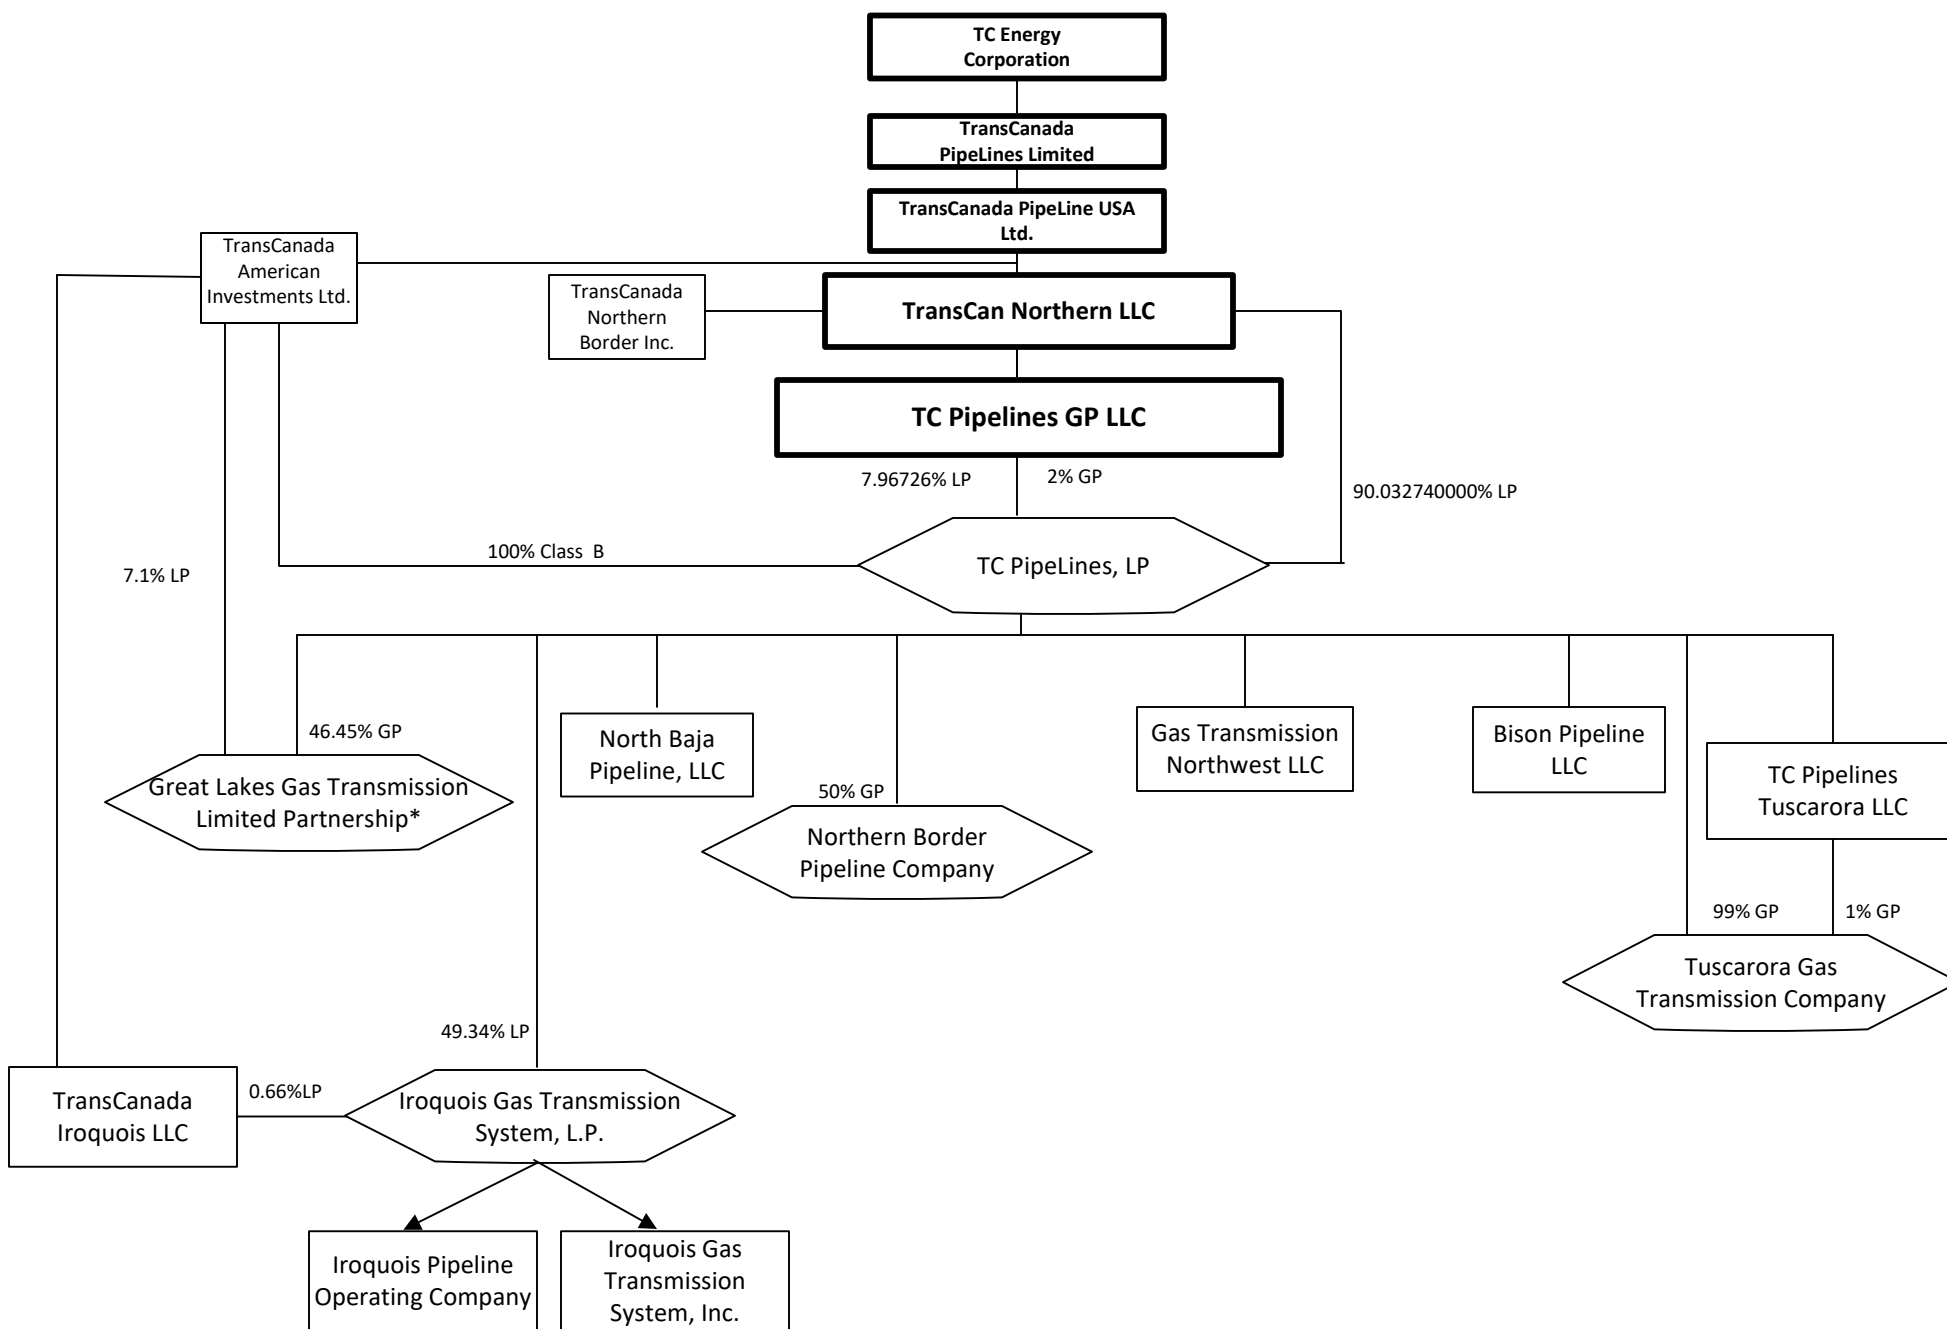 TC Energy
Corporation
TransCanada
PipeLines Limited
TransCanada PipeLine USA
Ltd.
TransCanada
American
Investments Ltd.
TransCanada
Northern
Border Inc.
TransCan Northern LLC
TC Pipelines GP LLC
7.96726% LP
2% GP
90.032740000% LP
100% Class B
TC PipeLines, LP
7.1% LP
46.45% GP
North Baja
Pipeline, LLC
Gas Transmission
Northwest LLC
Bison Pipeline
LLC
TC Pipelines
Tuscarora LLC
Great Lakes Gas Transmission
Limited Partnership*
50% GP
Northern Border
Pipeline Company
99% GP
1% GP
Tuscarora Gas
Transmission Company
49.34% LP
TransCanada
Iroquois LLC
0.66%LP
Iroquois Gas Transmission
System, L.P.
Iroquois Pipeline
Operating Company
Iroquois Gas
Transmission
System, Inc.